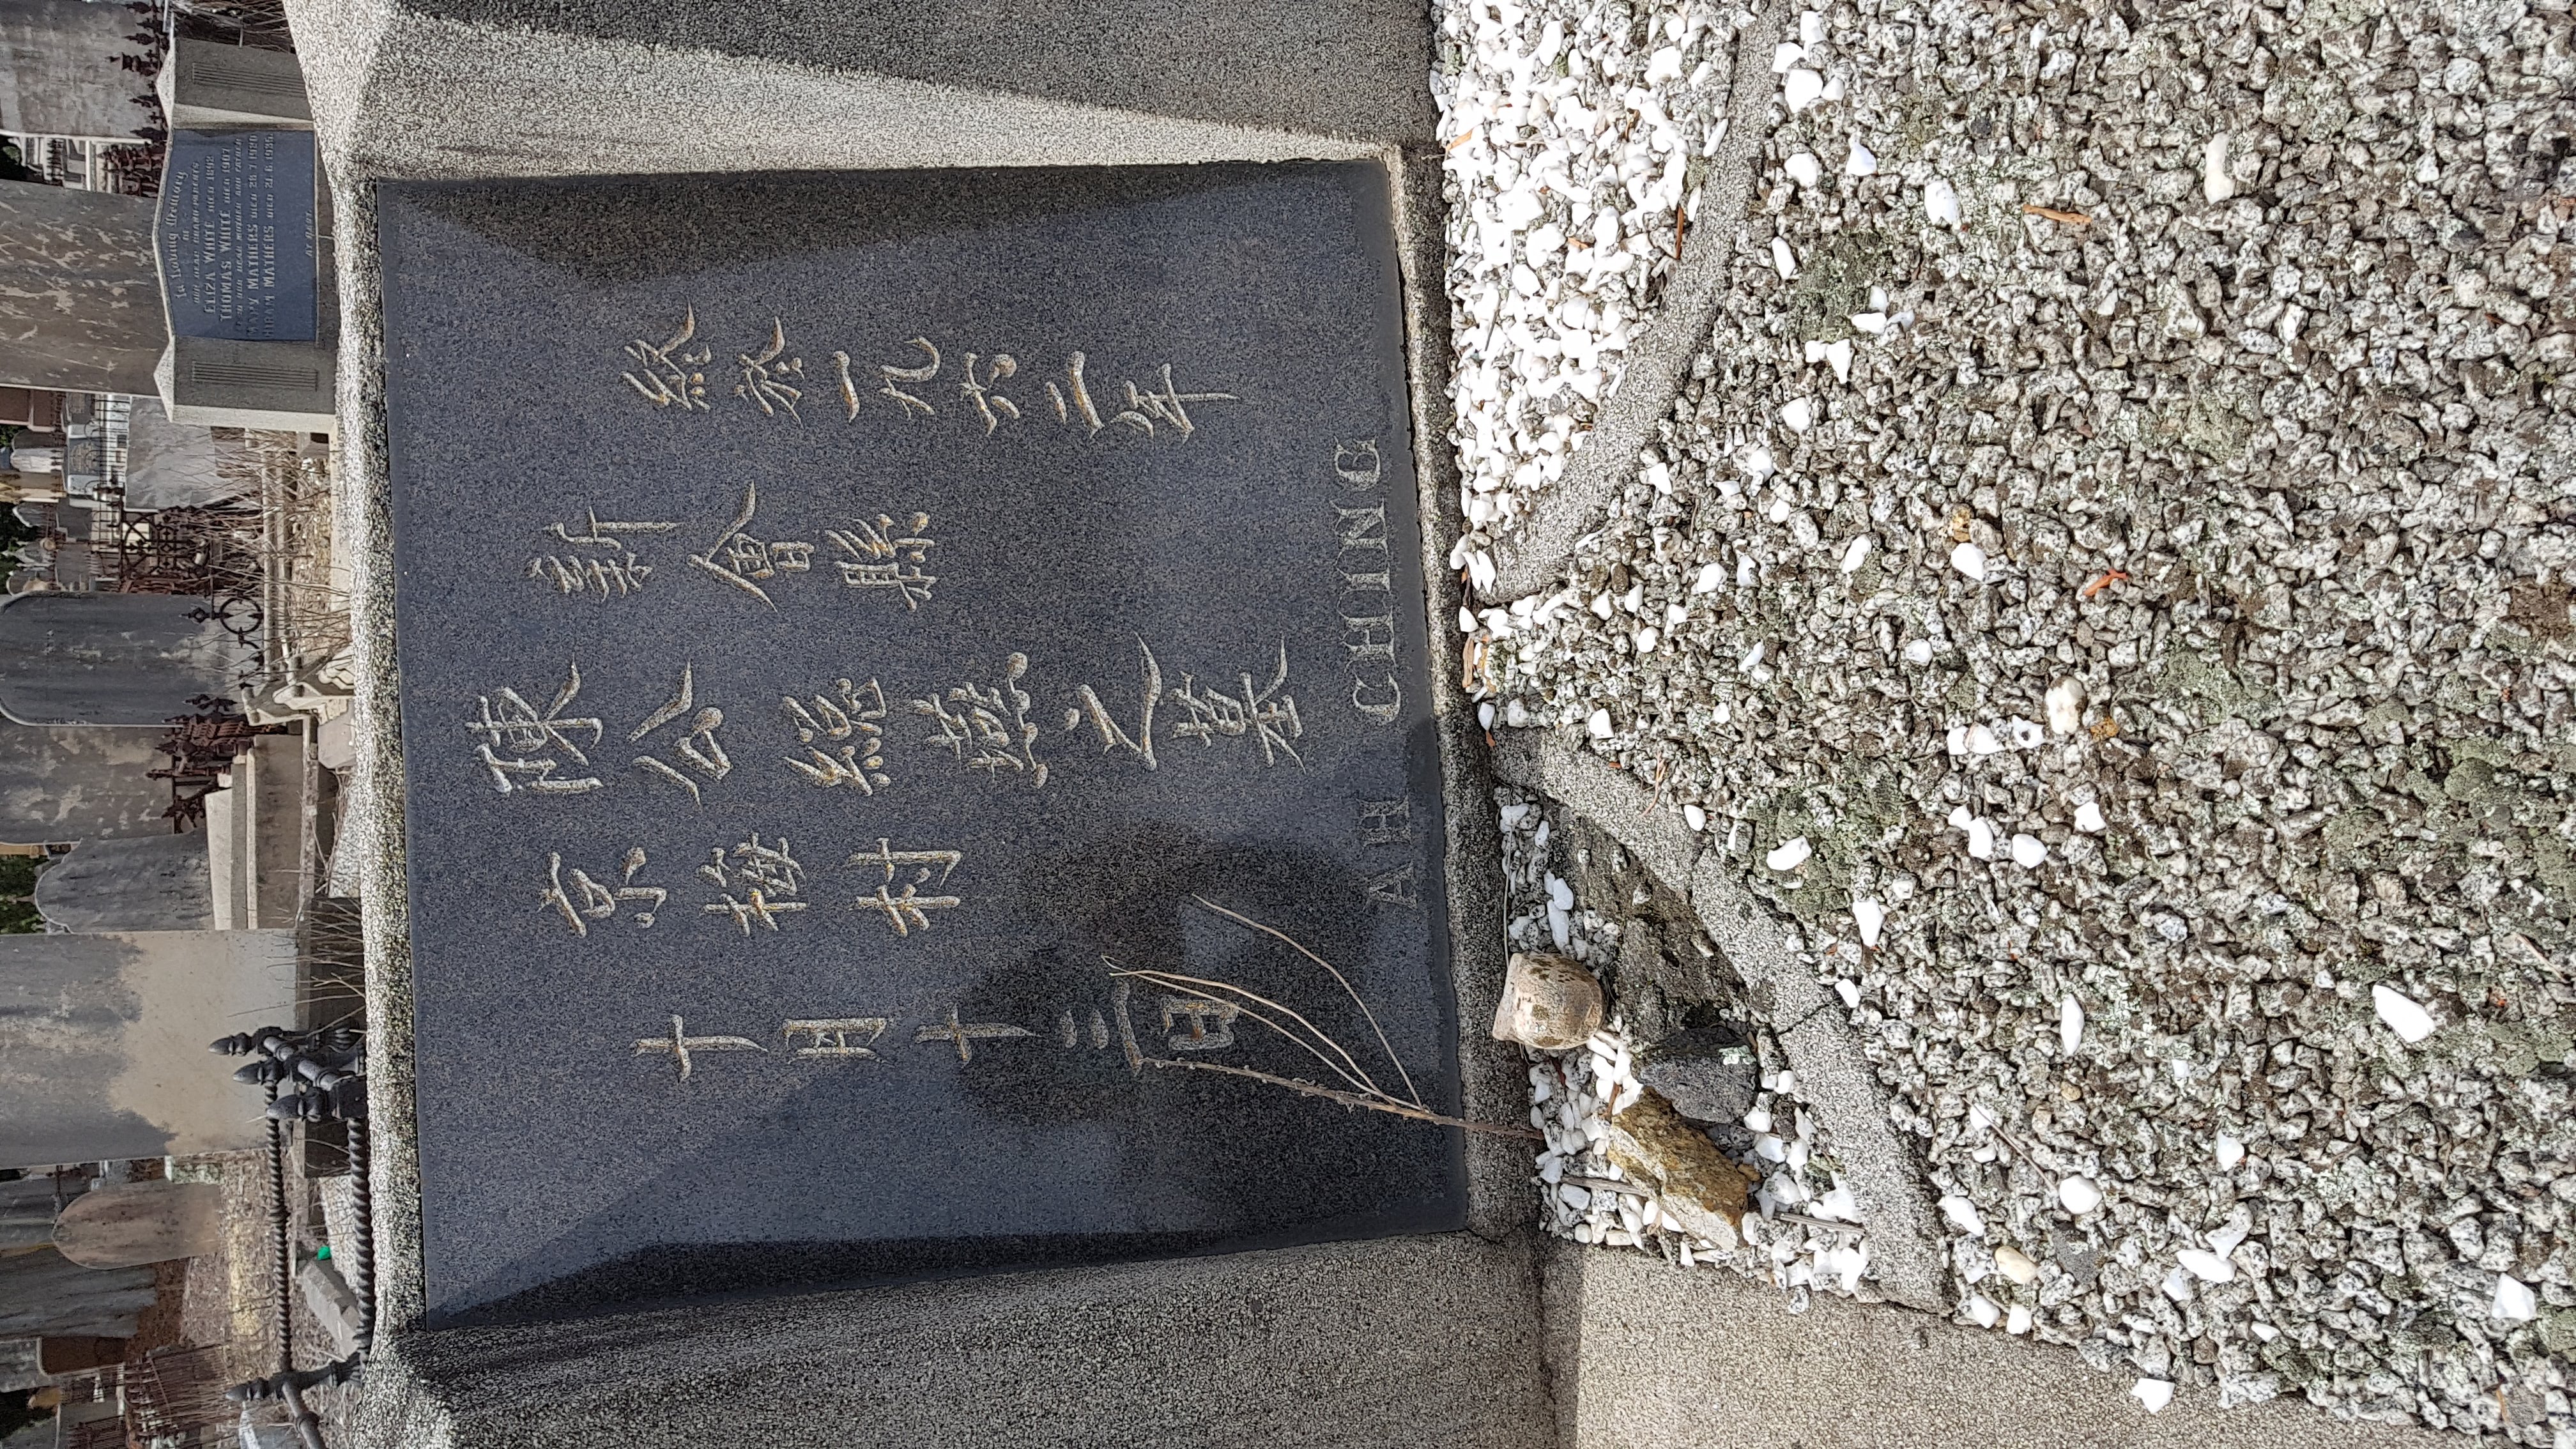 終於一九六二年
新會縣
陳公総燕之墓
京梅村
十月十三日
AH CHING
In Loving Memory
OF
OUR DEAR GRAND-PARENTS
ELIZA WHITE DIED 1892
THOMAS WHITE DIED 1907
OUR DEAR MOTHER AND FATHER
MARY MATHERS DIED 28.7.1920
HIRAM MATHERS DIED 21.6.1935
AT REST.